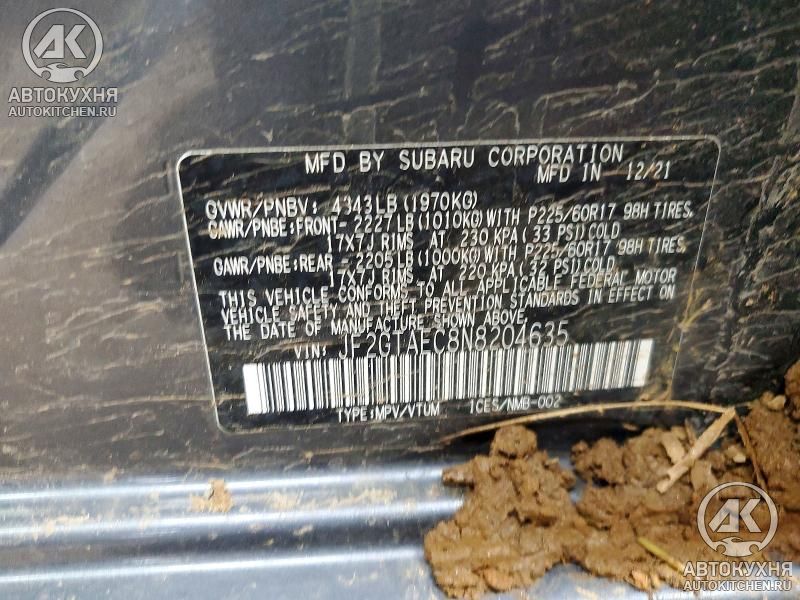 АК
АВТОКУХНЯ
AUTOKITCHEN.RU
MFD BY SUBARU CORPORATION
MFD IN 12/21
GVWR/PNBV: 4343LB (1970KG)
GAWR/PNBE:FRONT- 2227LB(1010KG)WITH P225/60R17 98H TIRES,
17X7J RIMS AT 230 KPA(33 PSI)COLD
GAWR/PNBE:REAR - 2205LB(1000KG)WITH P225/60R17 98H TIRES,
17X7J RIMS AT 220 KPA(32 PSI)COLD
THIS VEHICLE CONFORMS TO ALL APPLICABLE FEDERAL MOTOR
VEHICLE SAFETY AND THEFT PREVENTION STANDARDS IN EFFECT ON
THE DATE OF MANUFACTURE SHOWN ABOVE.
VIN: JF2GTAEC8N8204635
TYPE:MPV/VTUM 1CES/NMB-002
АК
АВТОКУХНЯ
AUTOKITCHEN.RU